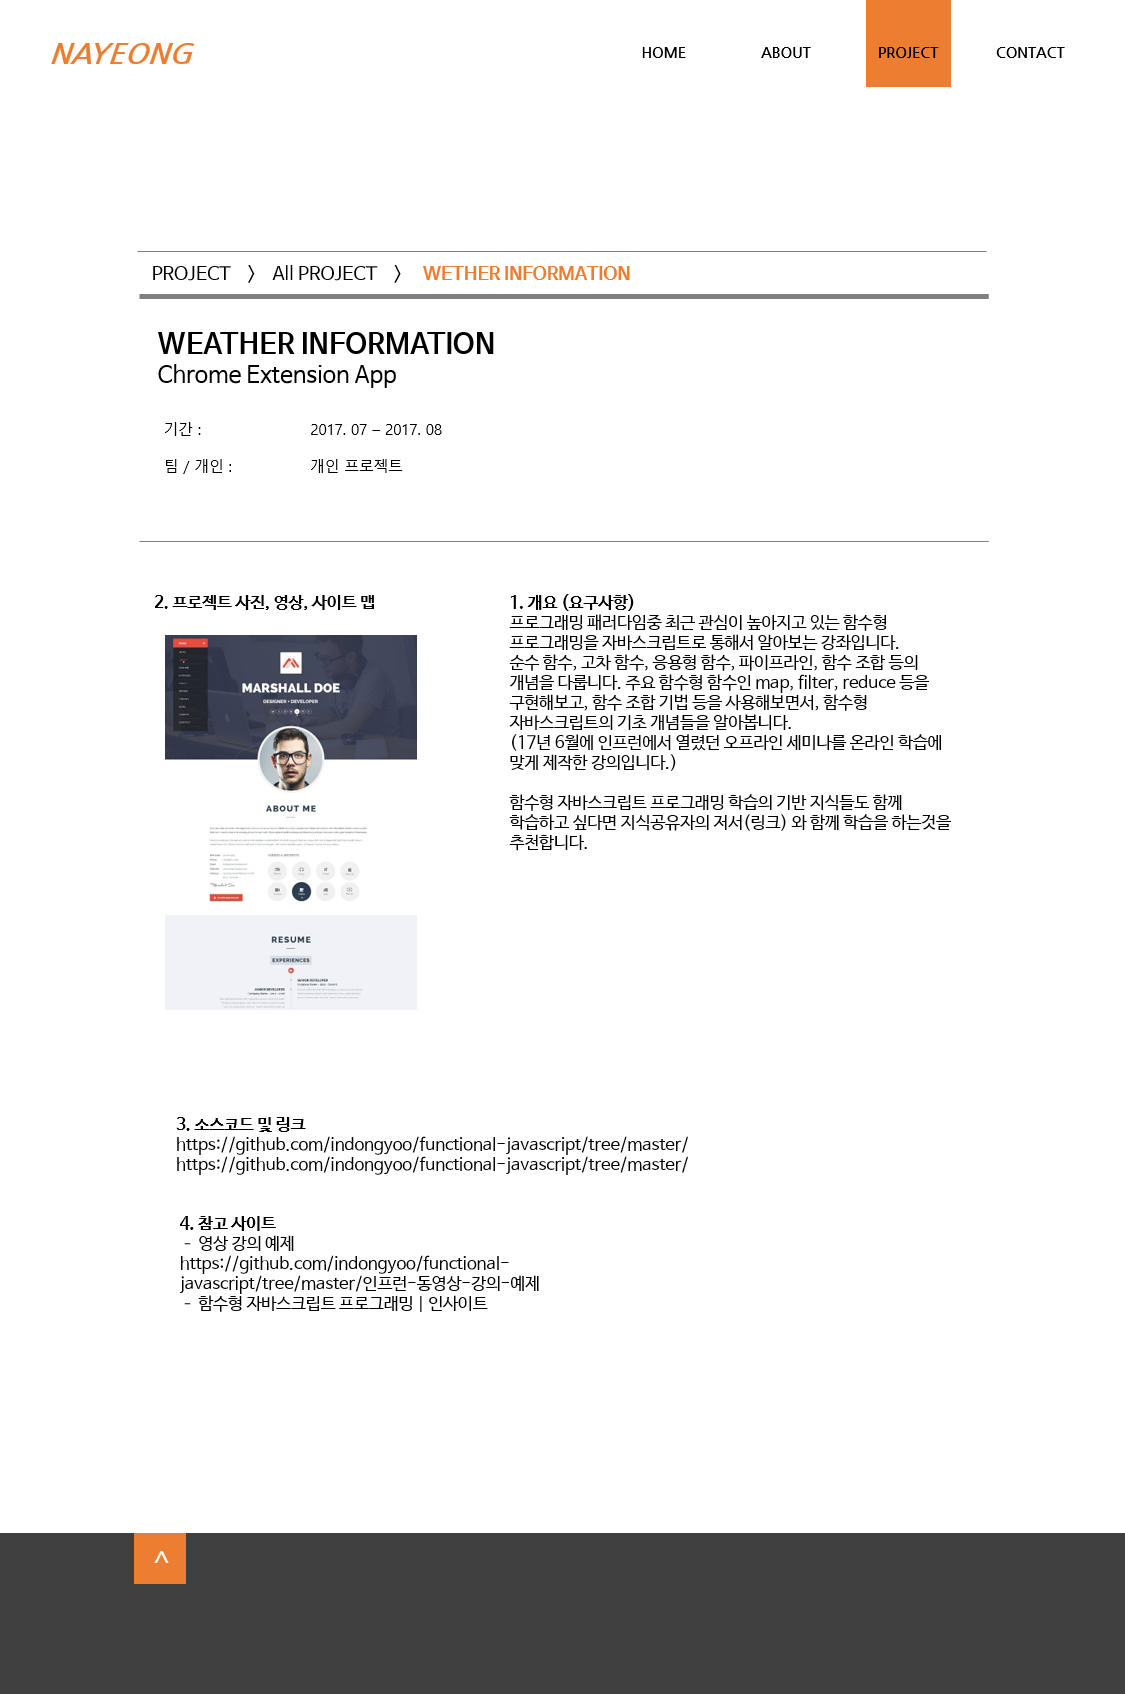 NAYEONG
HOME
ABOUT
PROJECT
CONTACT
PROJECT > All PROJECT > WETHER INFORMATION
WEATHER INFORMATION
Chrome Extension App
기간 : 2017. 07 – 2017. 08
팀 / 개인 : 개인 프로젝트
2. 프로젝트 사진, 영상, 사이트 맵
MARSHALL DOE
DESIGNER • DEVELOPER
ABOUT ME
RESUME
EXPERIENCES
1. 개요 (요구사항)
프로그래밍 패러다임중 최근 관심이 높아지고 있는 함수형
프로그래밍을 자바스크립트로 통해서 알아보는 강좌입니다.
순수 함수, 고차 함수, 응용형 함수, 파이프라인, 함수 조합 등의
개념을 다룹니다. 주요 함수형 함수인 map, filter, reduce 등을
구현해보고, 함수 조합 기법 등을 사용해보면서, 함수형
자바스크립트의 기초 개념들을 알아봅니다.
(17년 6월에 인프런에서 열렸던 오프라인 세미나를 온라인 학습에
맞게 제작한 강의입니다.)
함수형 자바스크립트 프로그래밍 학습의 기반 지식들도 함께
학습하고 싶다면 지식공유자의 저서(링크) 와 함께 학습을 하는것을
추천합니다.
3. 소스코드 및 링크
https://github.com/indongyoo/functional-javascript/tree/master/
https://github.com/indongyoo/functional-javascript/tree/master/
4. 참고 사이트
- 영상 강의 예제
https://github.com/indongyoo/functional-
javascript/tree/master/인프런-동영상-강의-예제
- 함수형 자바스크립트 프로그래밍 | 인사이트
^